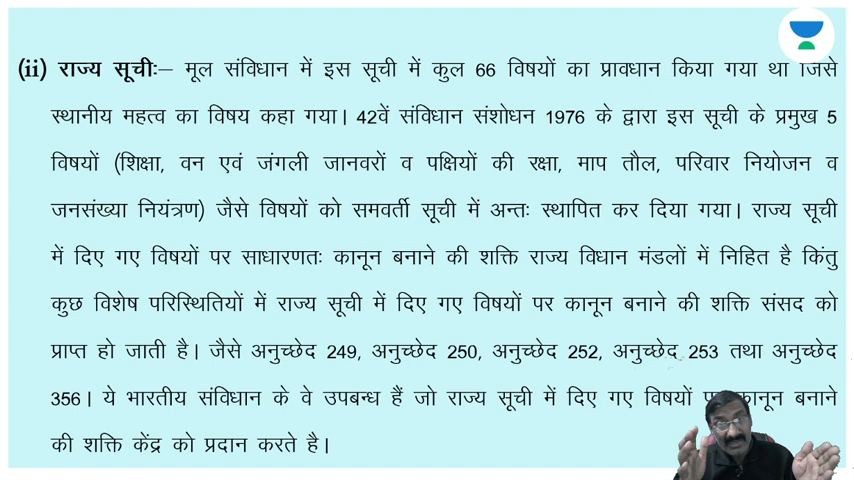 (ii) राज्य सूचीः– मूल संविधान में इस सूची में कुल 66 विषयों का प्रावधान किया गया था जिसे
स्थानीय महत्व का विषय कहा गया। 42वें संविधान संशोधन 1976 के द्वारा इस सूची के प्रमुख 5
विषयों (शिक्षा, वन एवं जंगली जानवरों व पक्षियों की रक्षा, माप तौल, परिवार नियोजन व
जनसंख्या नियंत्रण) जैसे विषयों को समवर्ती सूची में अन्तः स्थापित कर दिया गया। राज्य सूची
में दिए गए विषयों पर साधारणतः कानून बनाने की शक्ति राज्य विधान मंडलों में निहित है किंतु
कुछ विशेष परिस्थितियों में राज्य सूची में दिए गए विषयों पर कानून बनाने की शक्ति संसद को
प्राप्त हो जाती है। जैसे अनुच्छेद 249, अनुच्छेद 250, अनुच्छेद 252, अनुच्छेद 253 तथा अनुच्छेद
356। ये भारतीय संविधान के वे उपबन्ध हैं जो राज्य सूची में दिए गए विषयों कानून बनाने
की शक्ति केंद्र को प्रदान करते है।